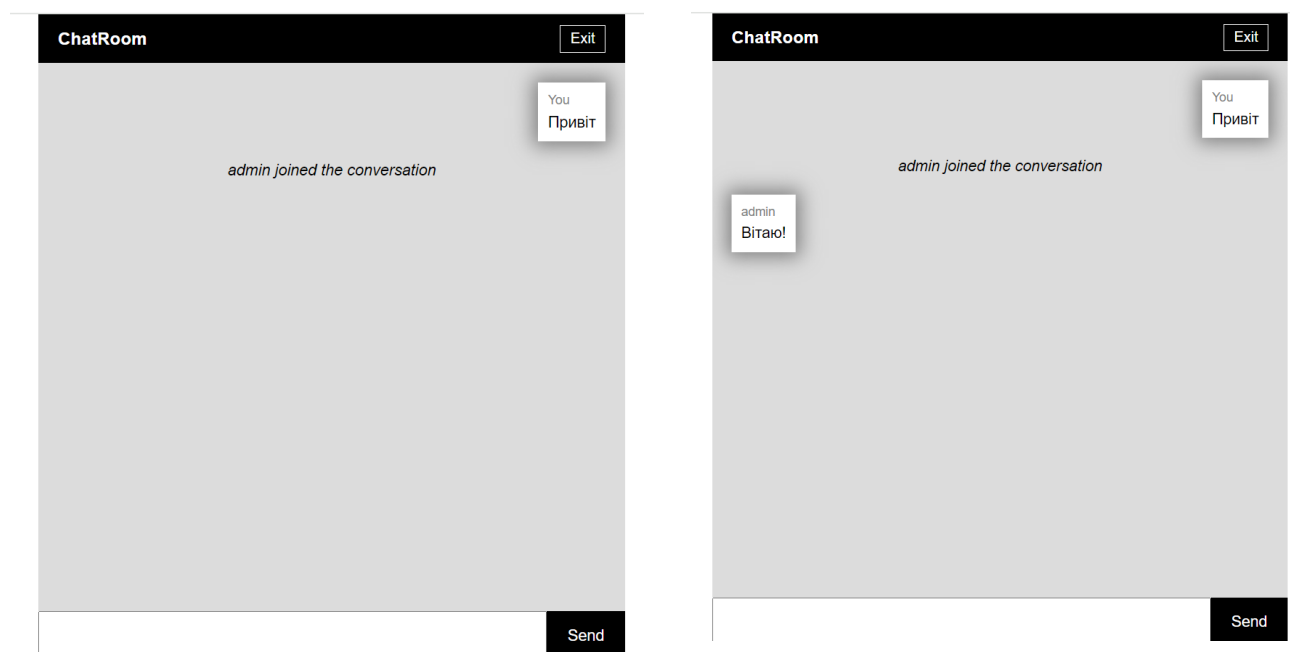 ChatRoom
Exit
You
Привіт
admin joined the conversation
Send
ChatRoom
Exit
You
Привіт
admin joined the conversation
admin
Вітаю!
Send